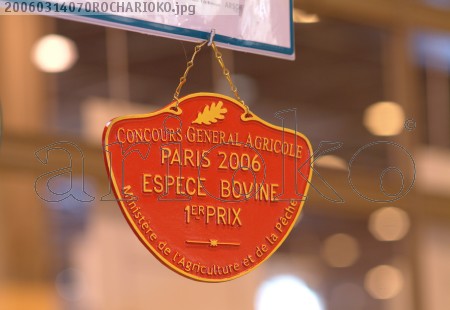 20060314070ROCHARIOKO.jpg
CONCOURS GENERAL AGRICOLE
PARIS 2006
ESPECE BOVINE
1ER PRIX
Ministère de l'Agriculture et de la Pêche
arioko